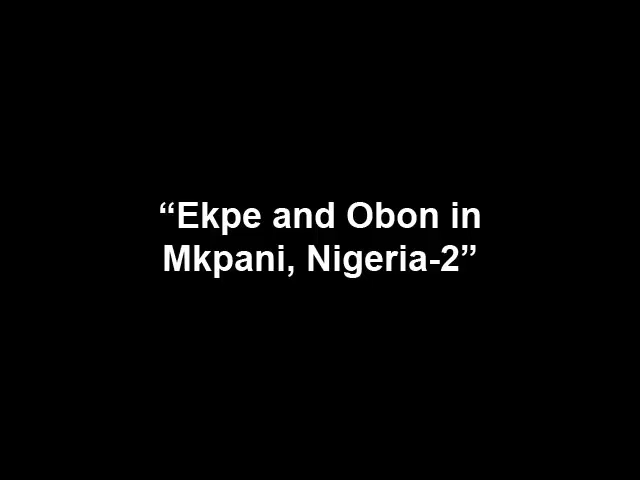 “Ekpe and Obon in
Mkpani, Nigeria-2”